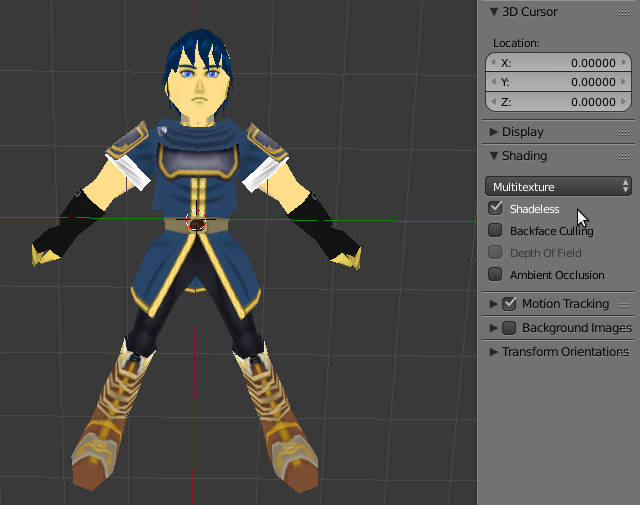 3D Cursor
Location:
X: 0.00000
Y: 0.00000
Z: 0.00000
Display
Shading
Multitexture
Shadeless
Backface Culling
Depth Of Field
Ambient Occlusion
Motion Tracking
Background Images
Transform Orientations